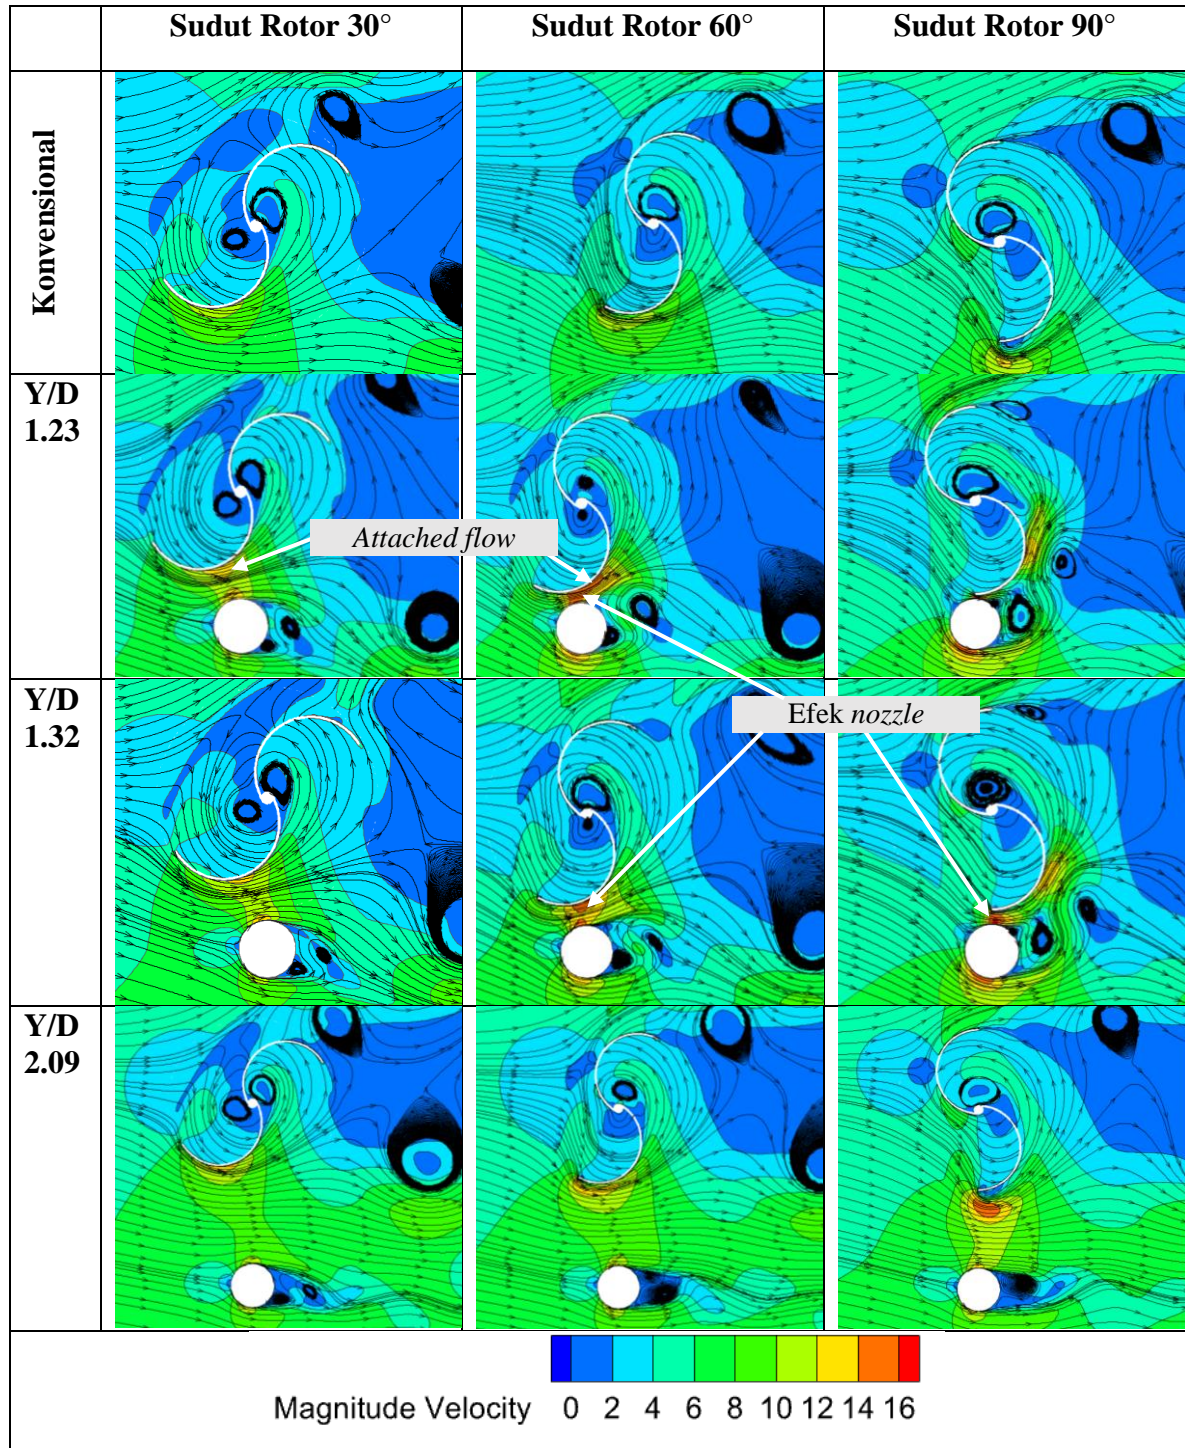 Sudut Rotor 30°
Sudut Rotor 60°
Sudut Rotor 90°
Konvensional
Y/D
1.23
Attached flow
Y/D
1.32
Efek nozzle
Y/D
2.09
Magnitude Velocity 0 2 4 6 8 10 12 14 16